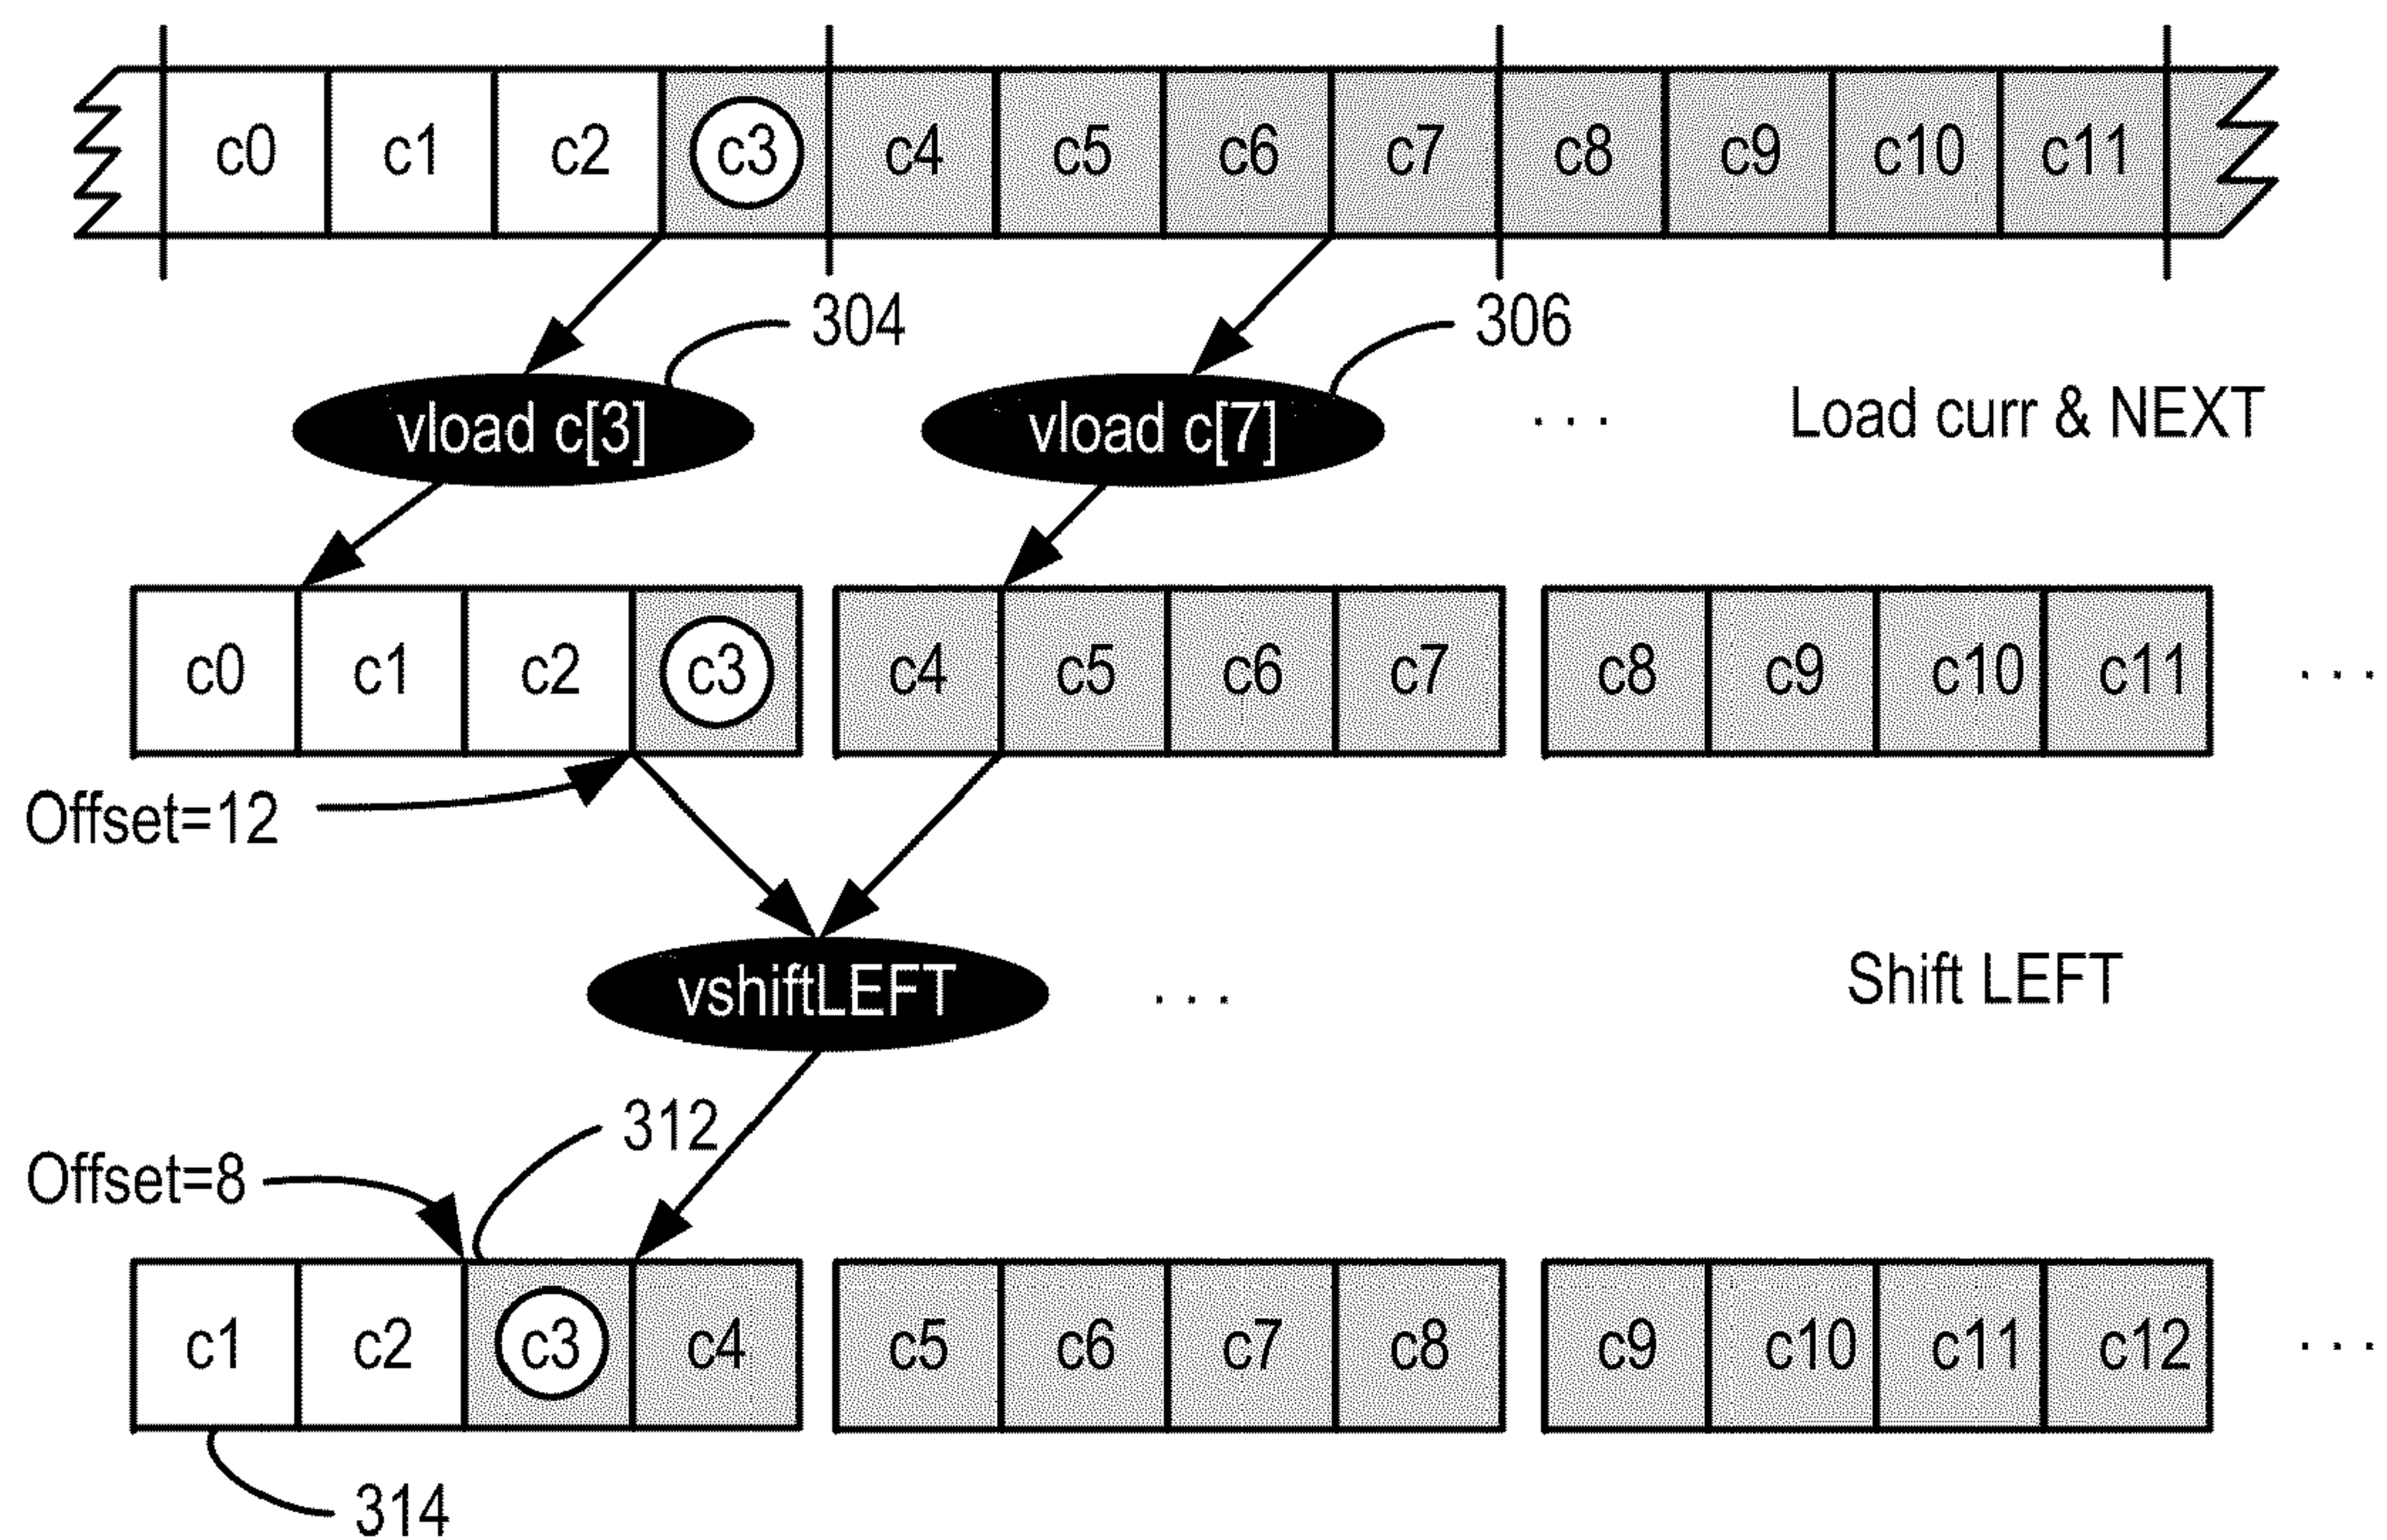 c0 c1 c2 c3 c4 c5 c6 c7 c8 c9 c10 c11
304 306
vload c[3] vload c[7] . . . Load curr & NEXT
c0 c1 c2 c3 c4 c5 c6 c7 c8 c9 c10 c11 . . .
Offset=12
vshiftLEFT . . . Shift LEFT
312
Offset=8
c1 c2 c3 c4 c5 c6 c7 c8 c9 c10 c11 c12 . . .
314